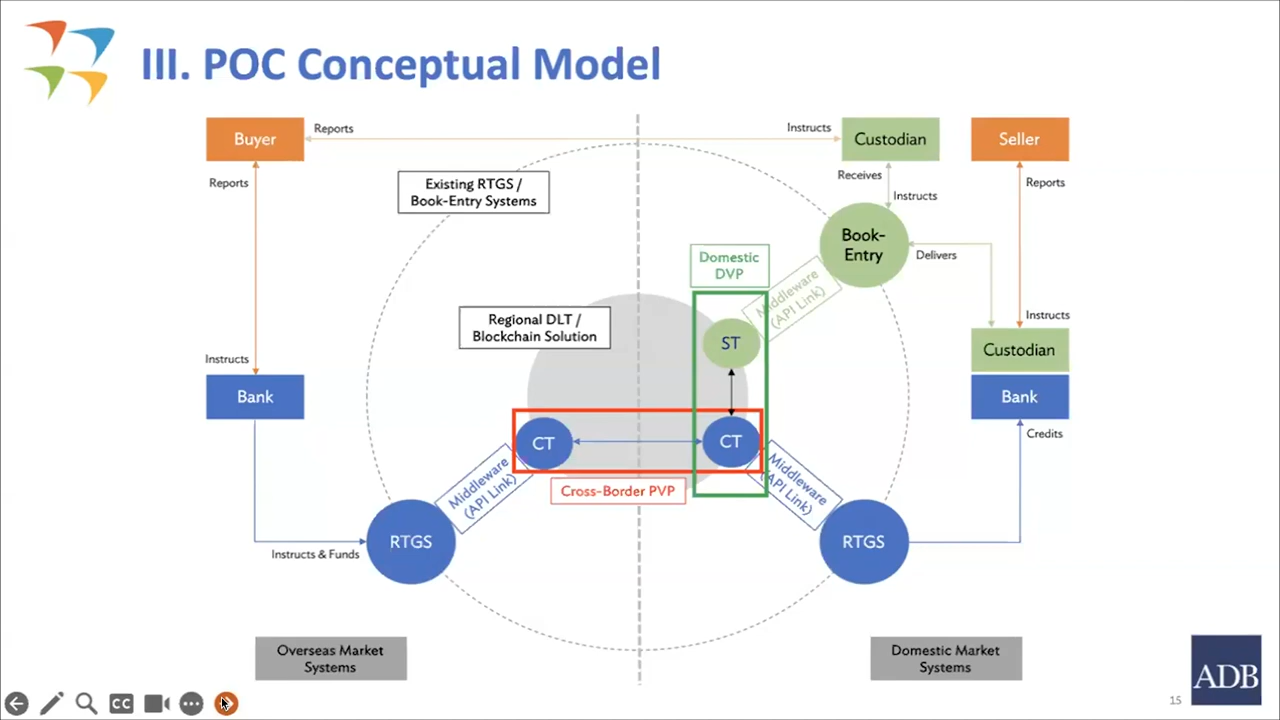 III. POC Conceptual Model
Buyer
Reports
Instructs
Custodian
Seller
Reports
Receives
Instructs
Reports
Existing RTGS /
Book-Entry Systems
Book-
Entry
Delivers
Domestic
DVP
Middleware
(API Link)
Regional DLT /
Blockchain Solution
ST
Instructs
Custodian
Instructs
Bank
Bank
CT
CT
Credits
Middleware
(API Link)
Cross-Border PVP
Middleware
(API Link)
RTGS
RTGS
Instructs & Funds
Overseas Market
Systems
Domestic Market
Systems
ADB
15
CC